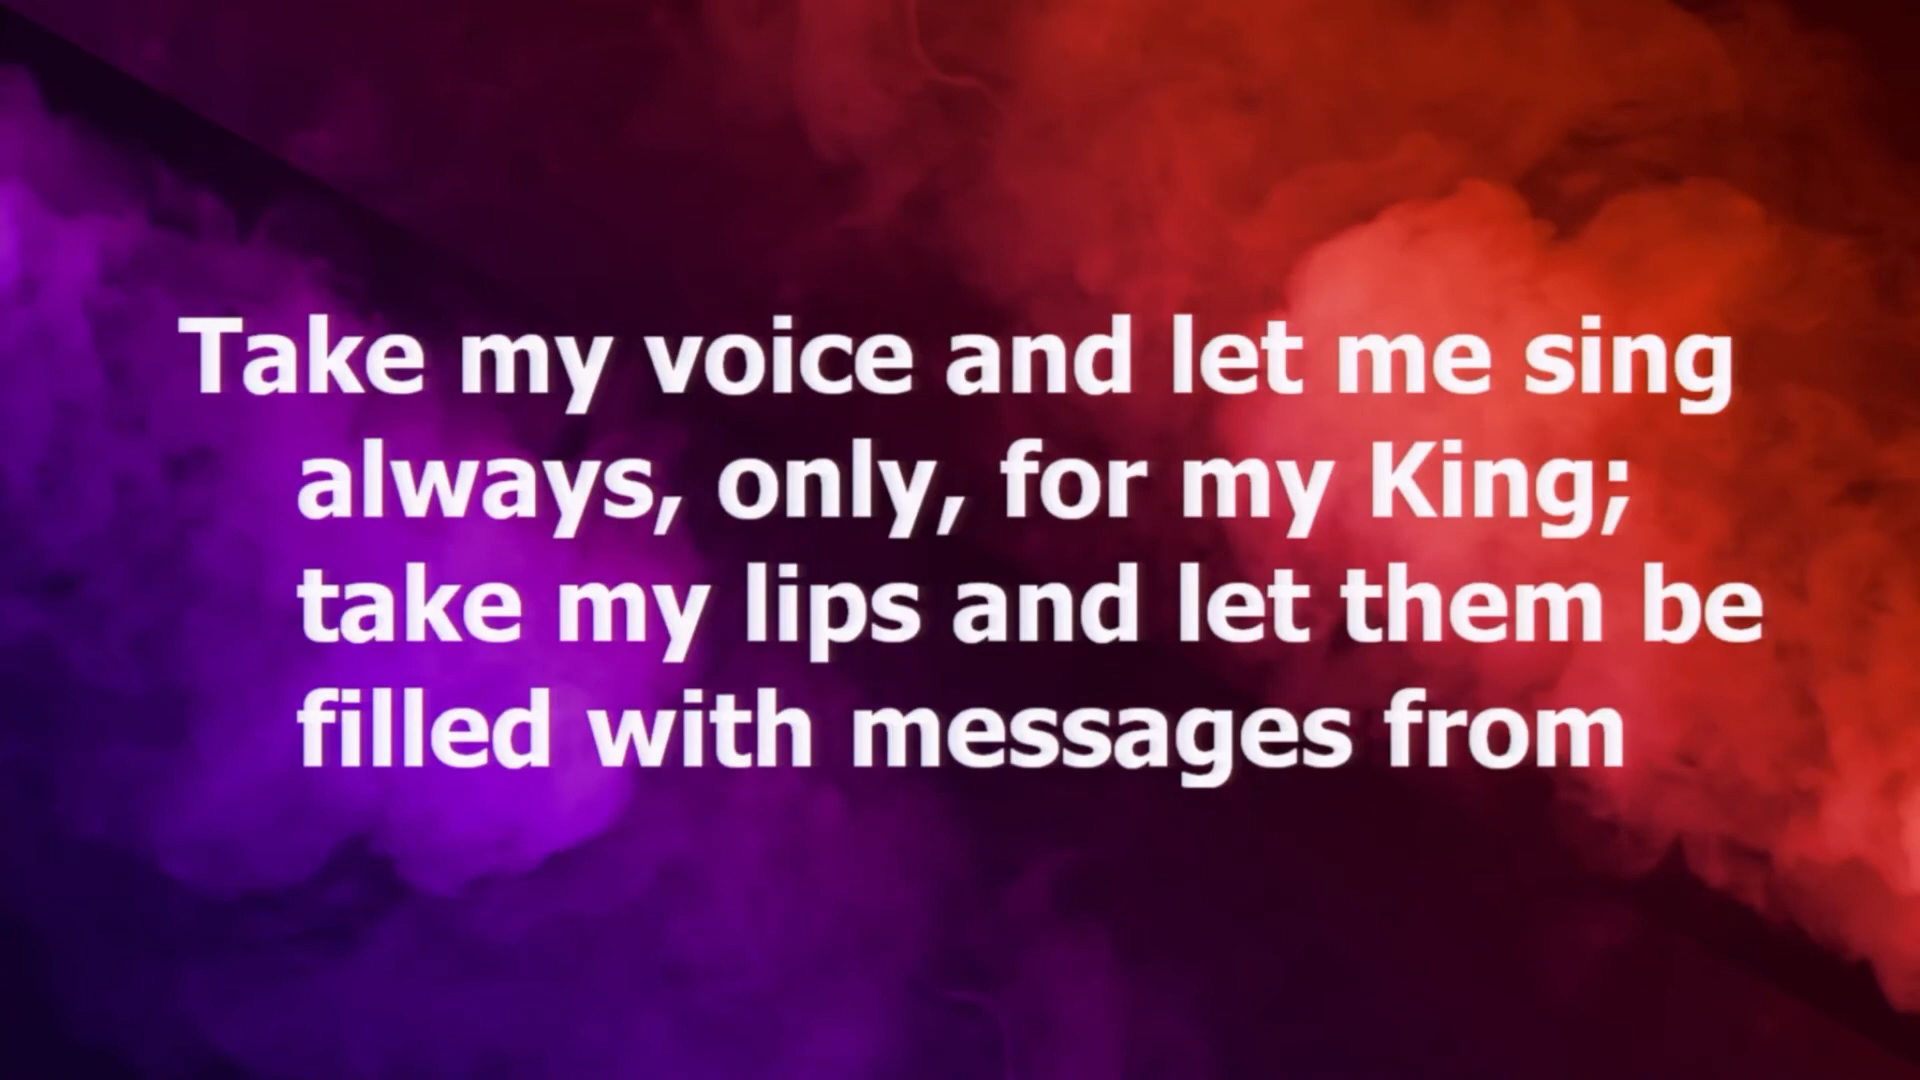 Take my voice and let me sing
always, only, for my King;
take my lips and let them be
filled with messages from